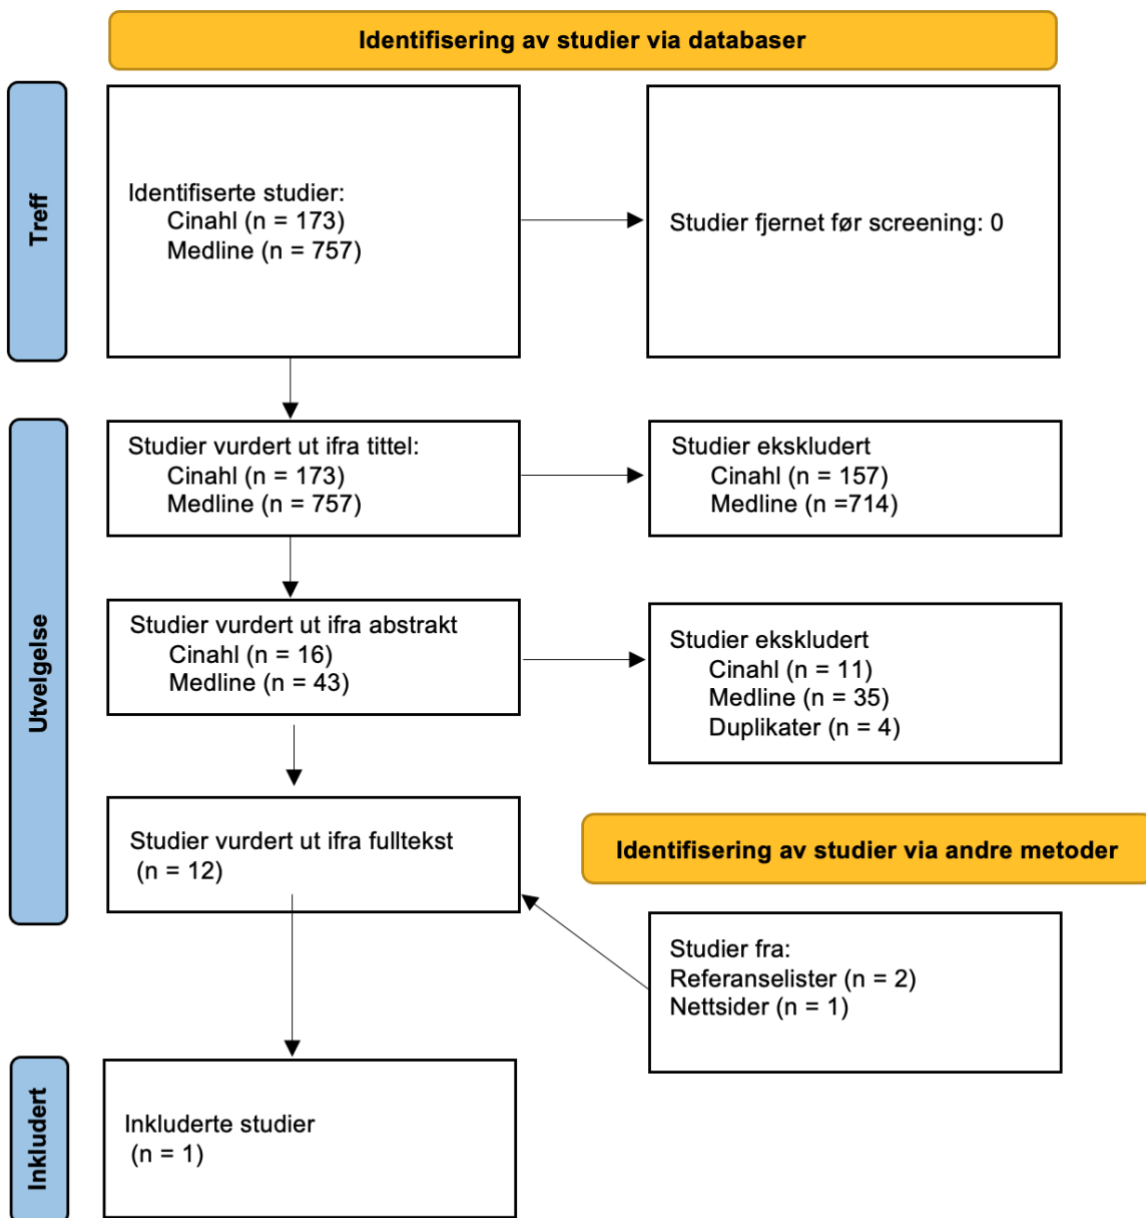 Identifisering av studier via databaser
Treff
Identifiserte studier:
Cinahl (n = 173)
Medline (n = 757)
Studier fjernet før screening: 0
Utvelgelse
Studier vurdert ut ifra tittel:
Cinahl (n = 173)
Medline (n = 757)
Studier ekskludert
Cinahl (n = 157)
Medline (n =714)
Studier vurdert ut ifra abstrakt
Cinahl (n = 16)
Medline (n = 43)
Studier ekskludert
Cinahl (n = 11)
Medline (n = 35)
Duplikater (n = 4)
Studier vurdert ut ifra fulltekst
(n = 12)
Identifisering av studier via andre metoder
Studier fra:
Referanselister (n = 2)
Nettsider (n = 1)
Inkludert
Inkluderte studier
(n = 1)